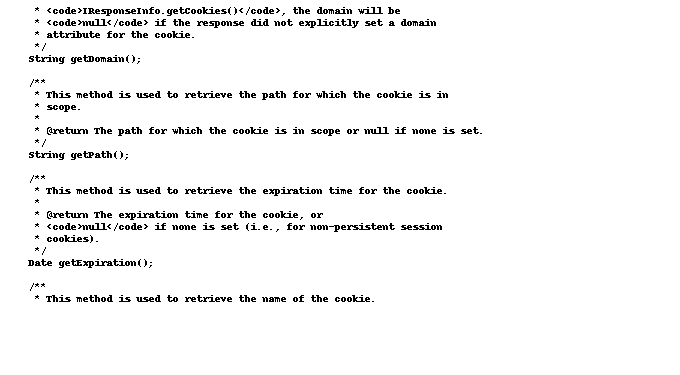 * <code>IResponseInfo.getCookies()</code>, the domain will be
* <code>null</code> if the response did not explicitly set a domain
* attribute for the cookie.
*/
String getDomain();
/**
* This method is used to retrieve the path for which the cookie is in
* scope.
*
* @return The path for which the cookie is in scope or null if none is set.
*/
String getPath();
/**
* This method is used to retrieve the expiration time for the cookie.
*
* @return The expiration time for the cookie, or
* <code>null</code> if none is set (i.e., for non-persistent session
* cookies).
*/
Date getExpiration();
/**
* This method is used to retrieve the name of the cookie.